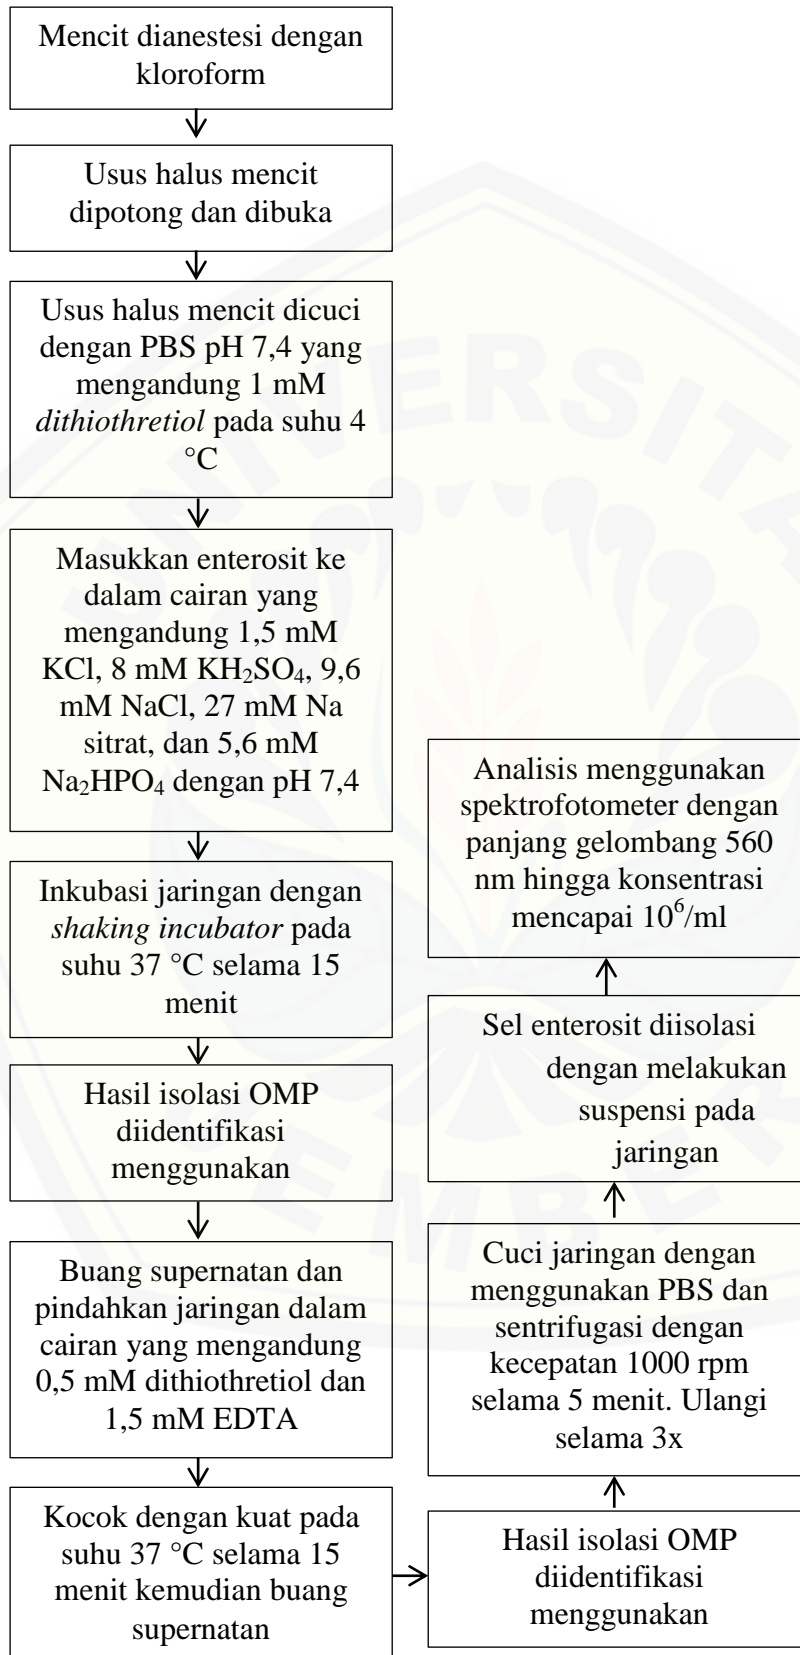 Mencit dianestesi dengan
kloroform
Usus halus mencit
dipotong dan dibuka
Usus halus mencit dicuci
dengan PBS pH 7,4 yang
mengandung 1 mM
dithiothretiol pada suhu 4
°C
Masukkan enterosit ke
dalam cairan yang
mengandung 1,5 mM
KCl, 8 mM KH₂SO₄, 9,6
mM NaCl, 27 mM Na
sitrat, dan 5,6 mM
Na₂HPO₄ dengan pH 7,4
Inkubasi jaringan dengan
shaking incubator pada
suhu 37 °C selama 15
menit
Hasil isolasi OMP
diidentifikasi
menggunakan
Buang supernatan dan
pindahkan jaringan dalam
cairan yang mengandung
0,5 mM dithiothretiol dan
1,5 mM EDTA
Kocok dengan kuat pada
suhu 37 °C selama 15
menit kemudian buang
supernatan
Hasil isolasi OMP
diidentifikasi
menggunakan
Cuci jaringan dengan
menggunakan PBS dan
sentrifugasi dengan
kecepatan 1000 rpm
selama 5 menit. Ulangi
selama 3x
Sel enterosit diisolasi
dengan melakukan
suspensi pada
jaringan
Analisis menggunakan
spektrofotometer dengan
panjang gelombang 560
nm hingga konsentrasi
mencapai 10⁶/ml
UNIVERSITA
EMBER